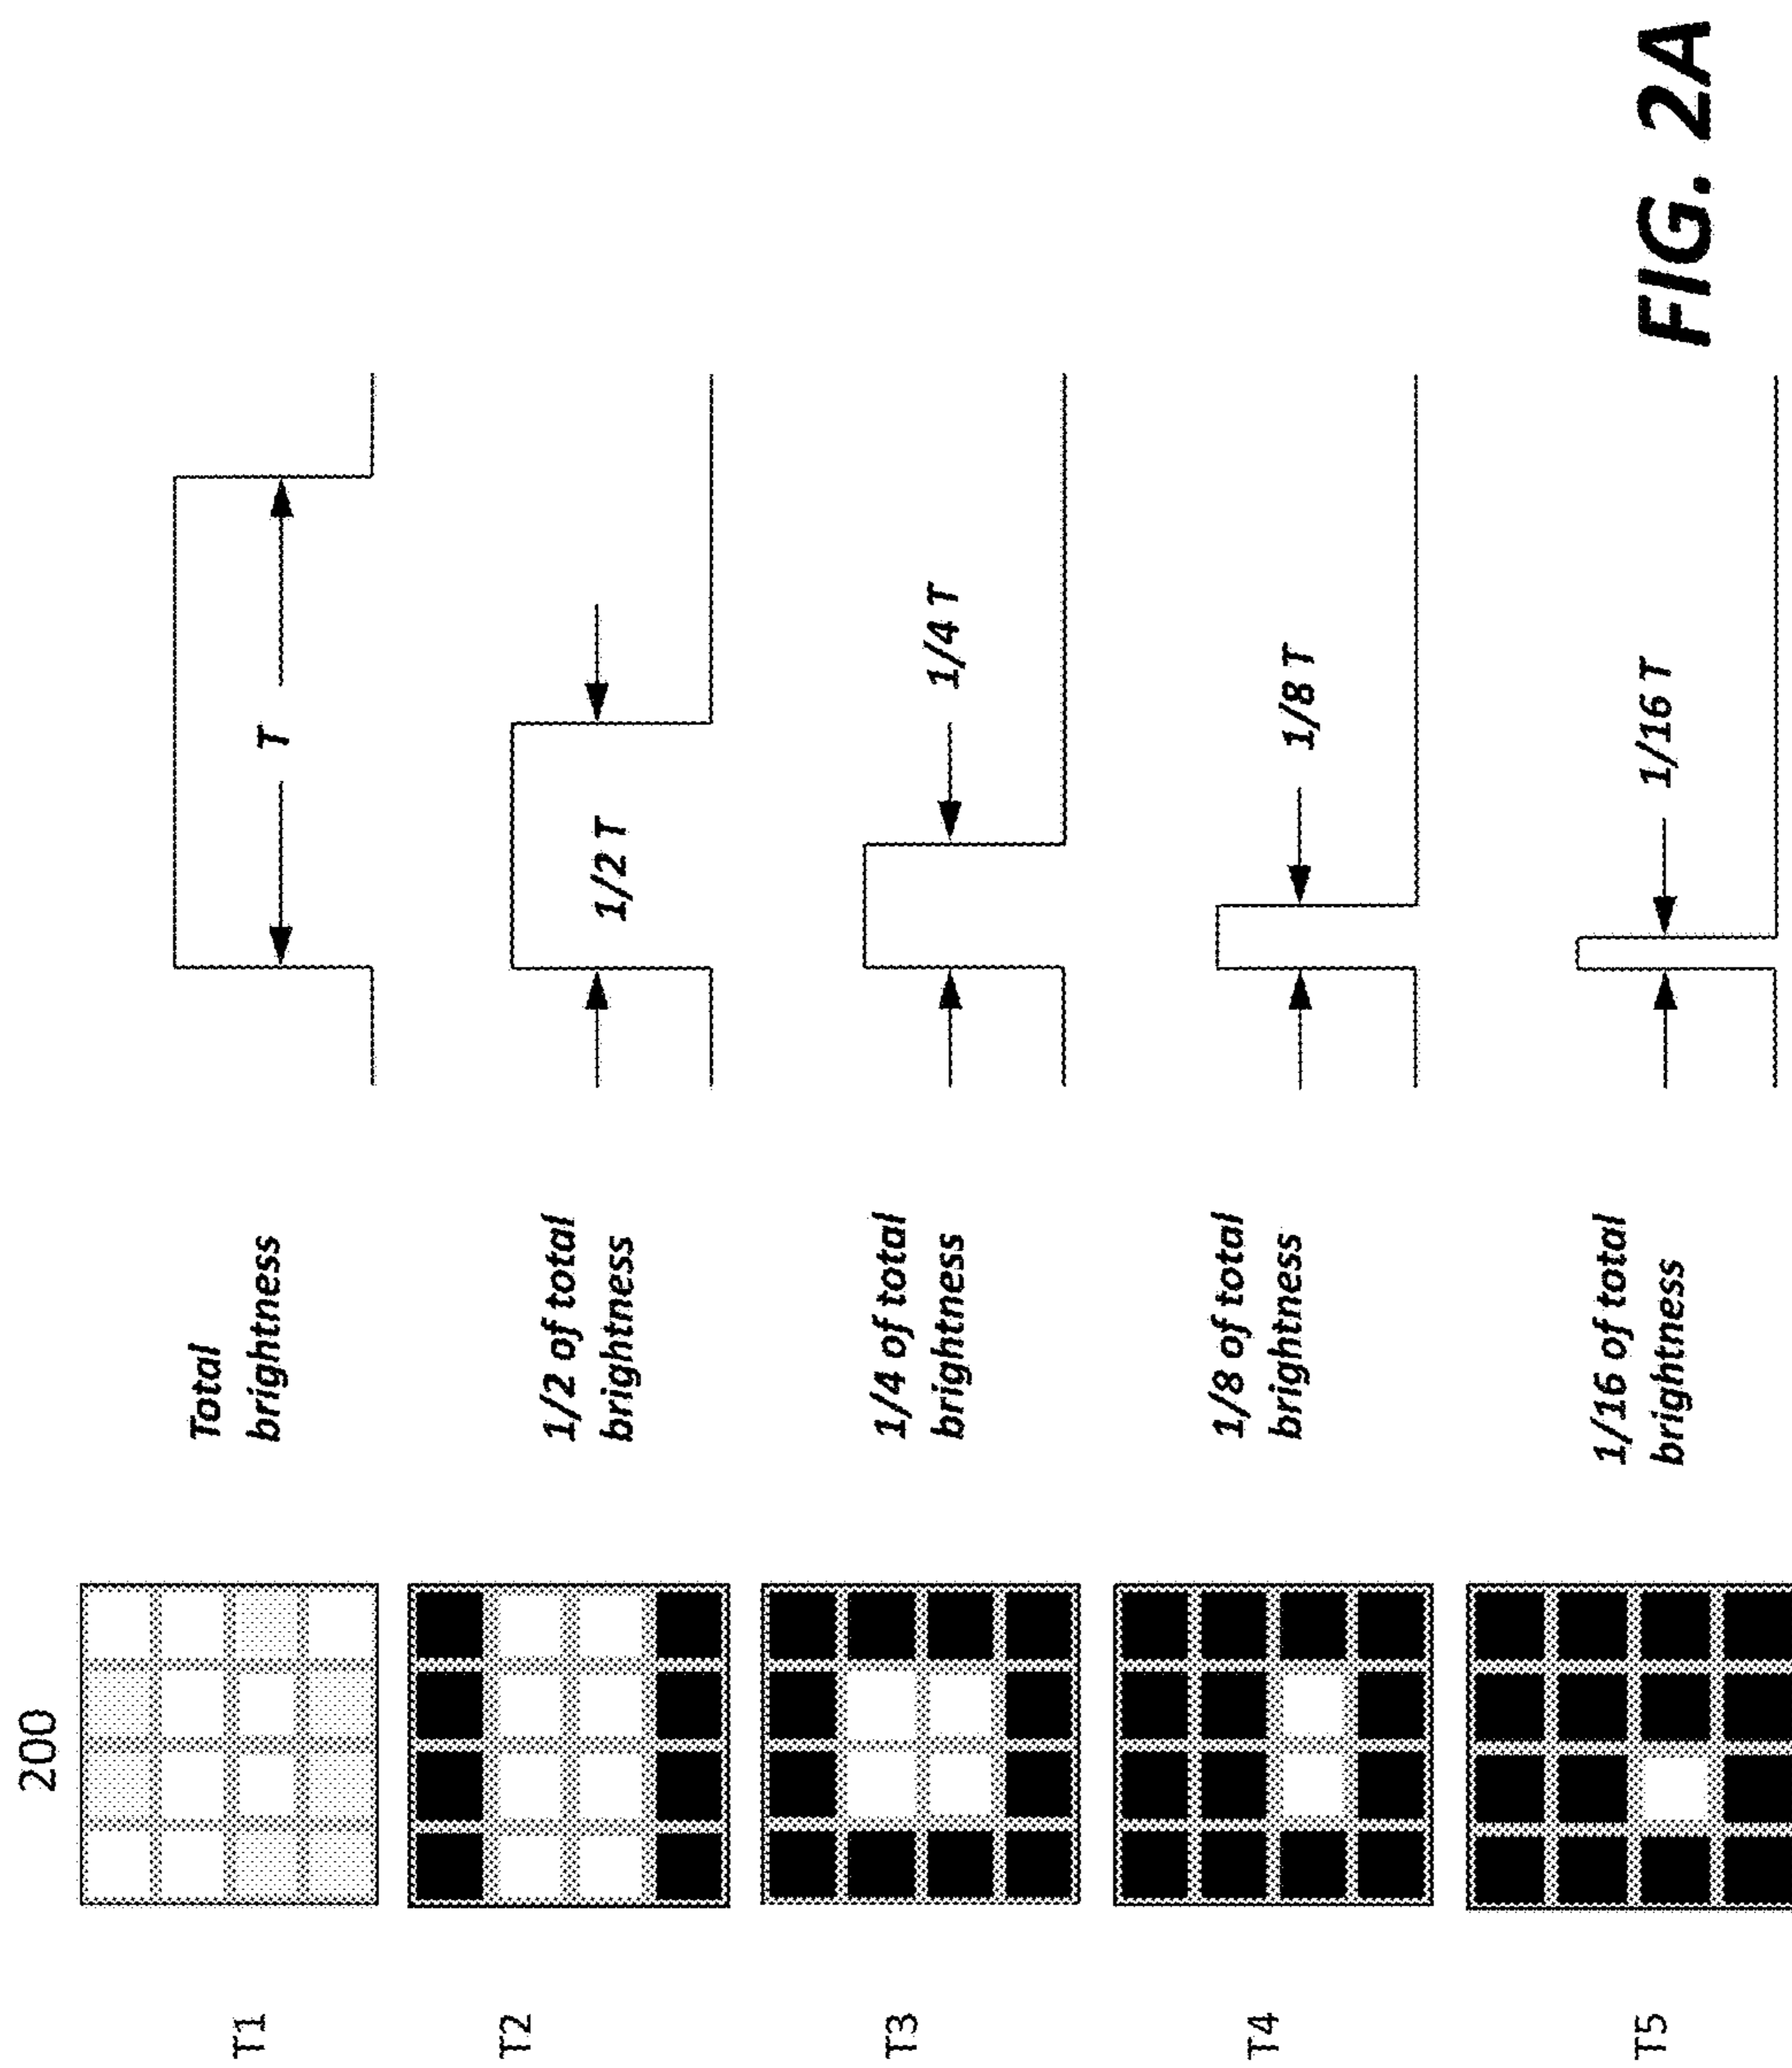 200
T1
Total
brightness
T
T2
1/2 of total
brightness
1/2 T
T3
1/4 of total
brightness
1/4 T
T4
1/8 of total
brightness
1/8 T
T5
1/16 of total
brightness
1/16 T
FIG. 2A